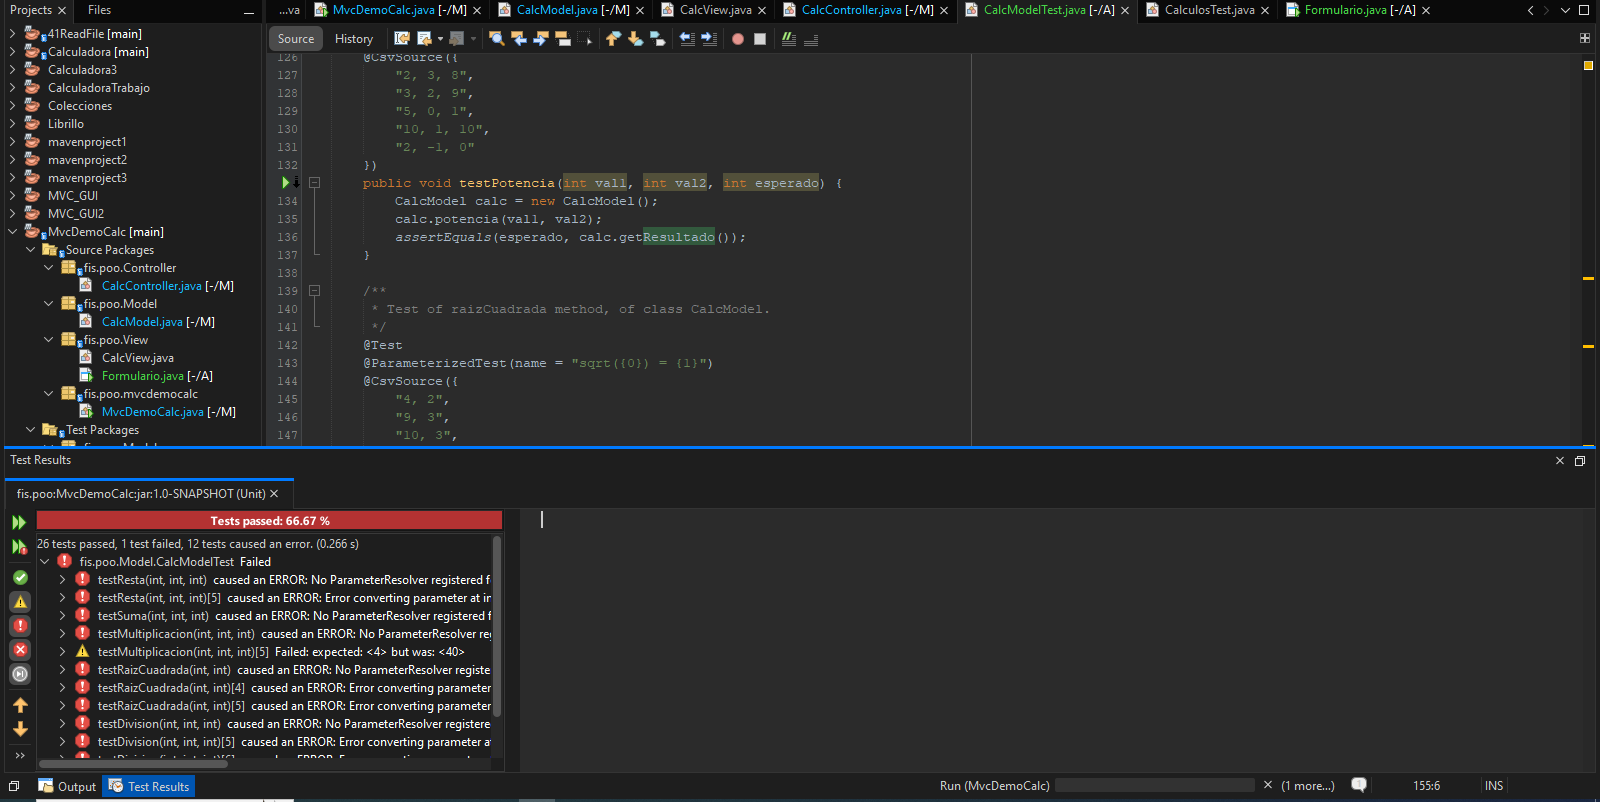 Projects
Files
...va
MvcDemoCalc.java [-/M]
CalcModel.java [-/M]
CalcView.java
CalcController.java [-/M]
CalcModelTest.java [-/A]
CalculosTest.java
Formulario.java [-/A]
41ReadFile [main]
Calculadora [main]
Calculadora3
CalculadoraTrabajo
Colecciones
Librillo
mavenproject1
mavenproject2
mavenproject3
MVC_GUI
MVC_GUI2
MvcDemoCalc [main]
Source Packages
fis.poo.Controller
CalcController.java [-/M]
fis.poo.Model
CalcModel.java [-/M]
fis.poo.View
CalcView.java
Formulario.java [-/A]
fis.poo.mvcdemocalc
MvcDemoCalc.java [-/M]
Test Packages
Source
History
126 @CsvSource({
127 "2, 3, 8",
128 "3, 2, 9",
129 "5, 0, 1",
130 "10, 1, 10",
131 "2, -1, 0"
132 })
public void testPotencia(int val1, int val2, int esperado) {
134 CalcModel calc = new CalcModel();
135 calc.potencia(val1, val2);
136 assertEquals(esperado, calc.getResultado());
137 }
138
139 /**
140 * Test of raizCuadrada method, of class CalcModel.
141 */
142 @Test
143 @ParameterizedTest(name = "sqrt({0}) = {1}")
144 @CsvSource({
145 "4, 2",
146 "9, 3",
147 "10, 3",
Test Results
fis.poo:MvcDemoCalc:jar:1.0-SNAPSHOT (Unit)
Tests passed: 66.67 %
26 tests passed, 1 test failed, 12 tests caused an error. (0.266 s)
fis.poo.Model.CalcModelTest Failed
testResta(int, int, int) caused an ERROR: No ParameterResolver registered f
testResta(int, int, int)[5] caused an ERROR: Error converting parameter at in
testSuma(int, int, int) caused an ERROR: No ParameterResolver registered f
testMultiplicacion(int, int, int) caused an ERROR: No ParameterResolver reg
testMultiplicacion(int, int, int)[5] Failed: expected: <4> but was: <40>
testRaizCuadrada(int, int) caused an ERROR: No ParameterResolver registere
testRaizCuadrada(int, int)[4] caused an ERROR: Error converting parameter
testRaizCuadrada(int, int)[5] caused an ERROR: Error converting parameter
testDivision(int, int, int) caused an ERROR: No ParameterResolver registered
testDivision(int, int, int)[5] caused an ERROR: Error converting parameter at
Output
Test Results
Run (MvcDemoCalc)
(1 more...)
155:6
INS